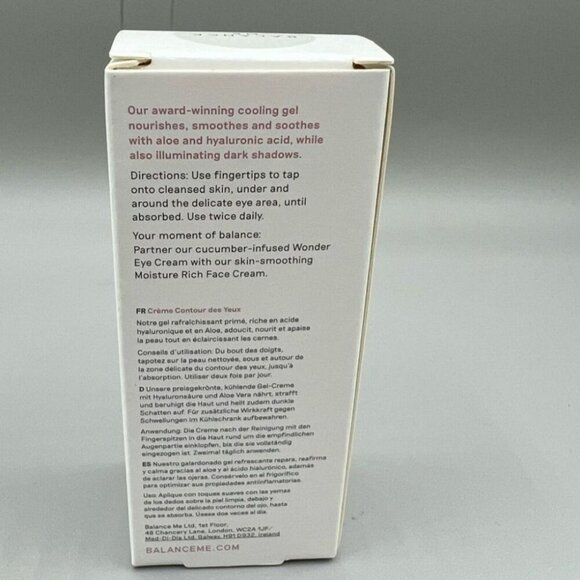 BALANCE
Our award-winning cooling gel
nourishes, smoothes and soothes
with aloe and hyaluronic acid, while
also illuminating dark shadows.
Directions: Use fingertips to tap
onto cleansed skin, under and
around the delicate eye area, until
absorbed. Use twice daily.
Your moment of balance:
Partner our cucumber-infused Wonder
Eye Cream with our skin-smoothing
Moisture Rich Face Cream.
FR Crème Contour des Yeux
Notre gel rafraîchissant primé, riche en acide
hyaluronique et en Aloe, adoucit, nourit et apaise
la peau tout en éclaircissant les cernes.
Conseils d'utilisation: Du bout des doigts,
tapotez sur la peau nettoyée, sous et autour de
la zone délicate du contour des yeux, jusqu'à
l'absorption. Utiliser deux fois par jour.
D Unsere preisgekrönte, kühlende Gel-Creme
mit Hyaluronsäure und Aloe Vera nährt, strafft
und beruhigt die Haut und hellt zudem dunkle
Schatten auf. Für zusätzliche Wirkkraft gegen
Schwellungen im Kühlschrank aufbewahren.
Anwendung: Die Creme nach der Reinigung mit den
Fingerspitzen in die Haut rund um die empfindlichen
Augenpartie einklopfen, bis die sie vollständig
eingezogen ist. Zweimal täglich anwenden.
ES Nuestro galardonado gel refrescante repara, reafirma
y calma gracias al aloe y al ácido hialurónico, además
de aclarar las ojeras. Consérvelo en el frigorífico
para optimizar sus propiedades antiinflamatorias.
Uso: Aplique con toques suaves con las yemas
de los dedos sobre la piel limpia, debajo y
alrededor del delicado contorno del ojo, hasta
que se absorba. Úsese dos veces al día.
Balance Me Ltd, 1st Floor,
48 Chancery Lane, London, WC2A 1JF/
Med-Di-Dia Ltd, Galway, H91 D932, Ireland
BALANCEME.COM